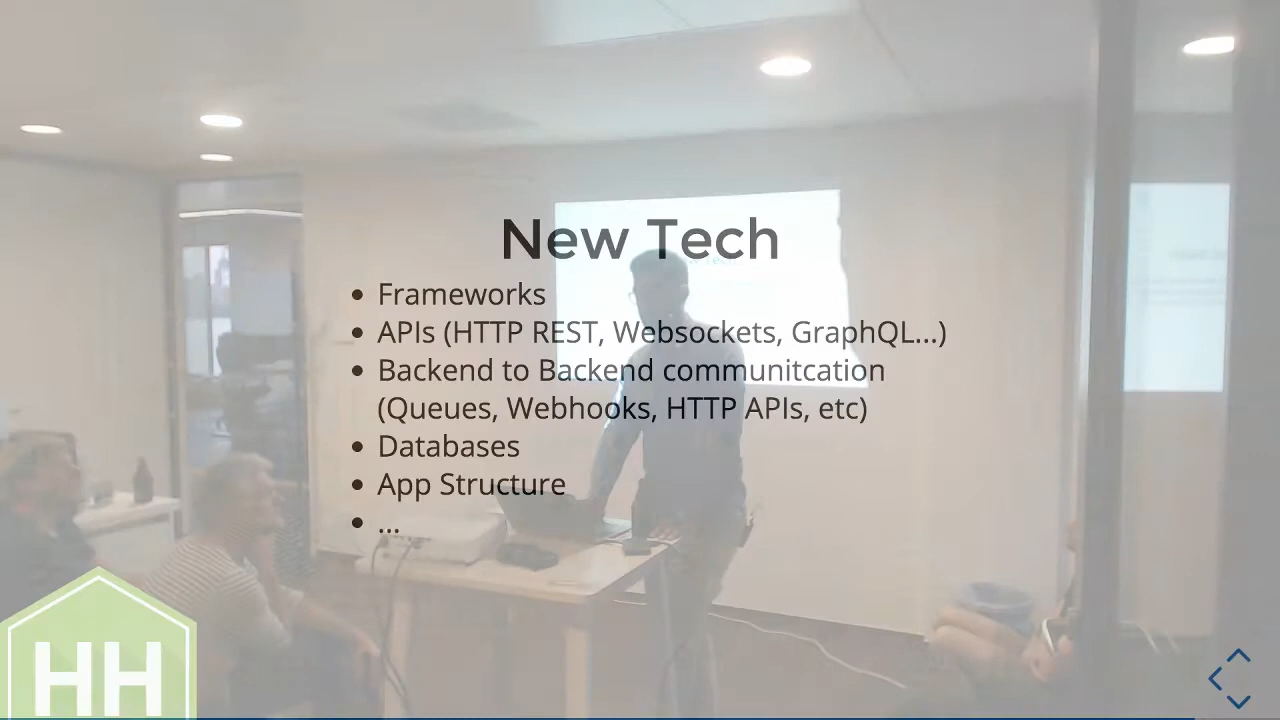 New Tech
Frameworks
APIs (HTTP REST, Websockets, GraphQL...)
Backend to Backend communitcation
(Queues, Webhooks, HTTP APIs, etc)
Databases
App Structure
...
HH